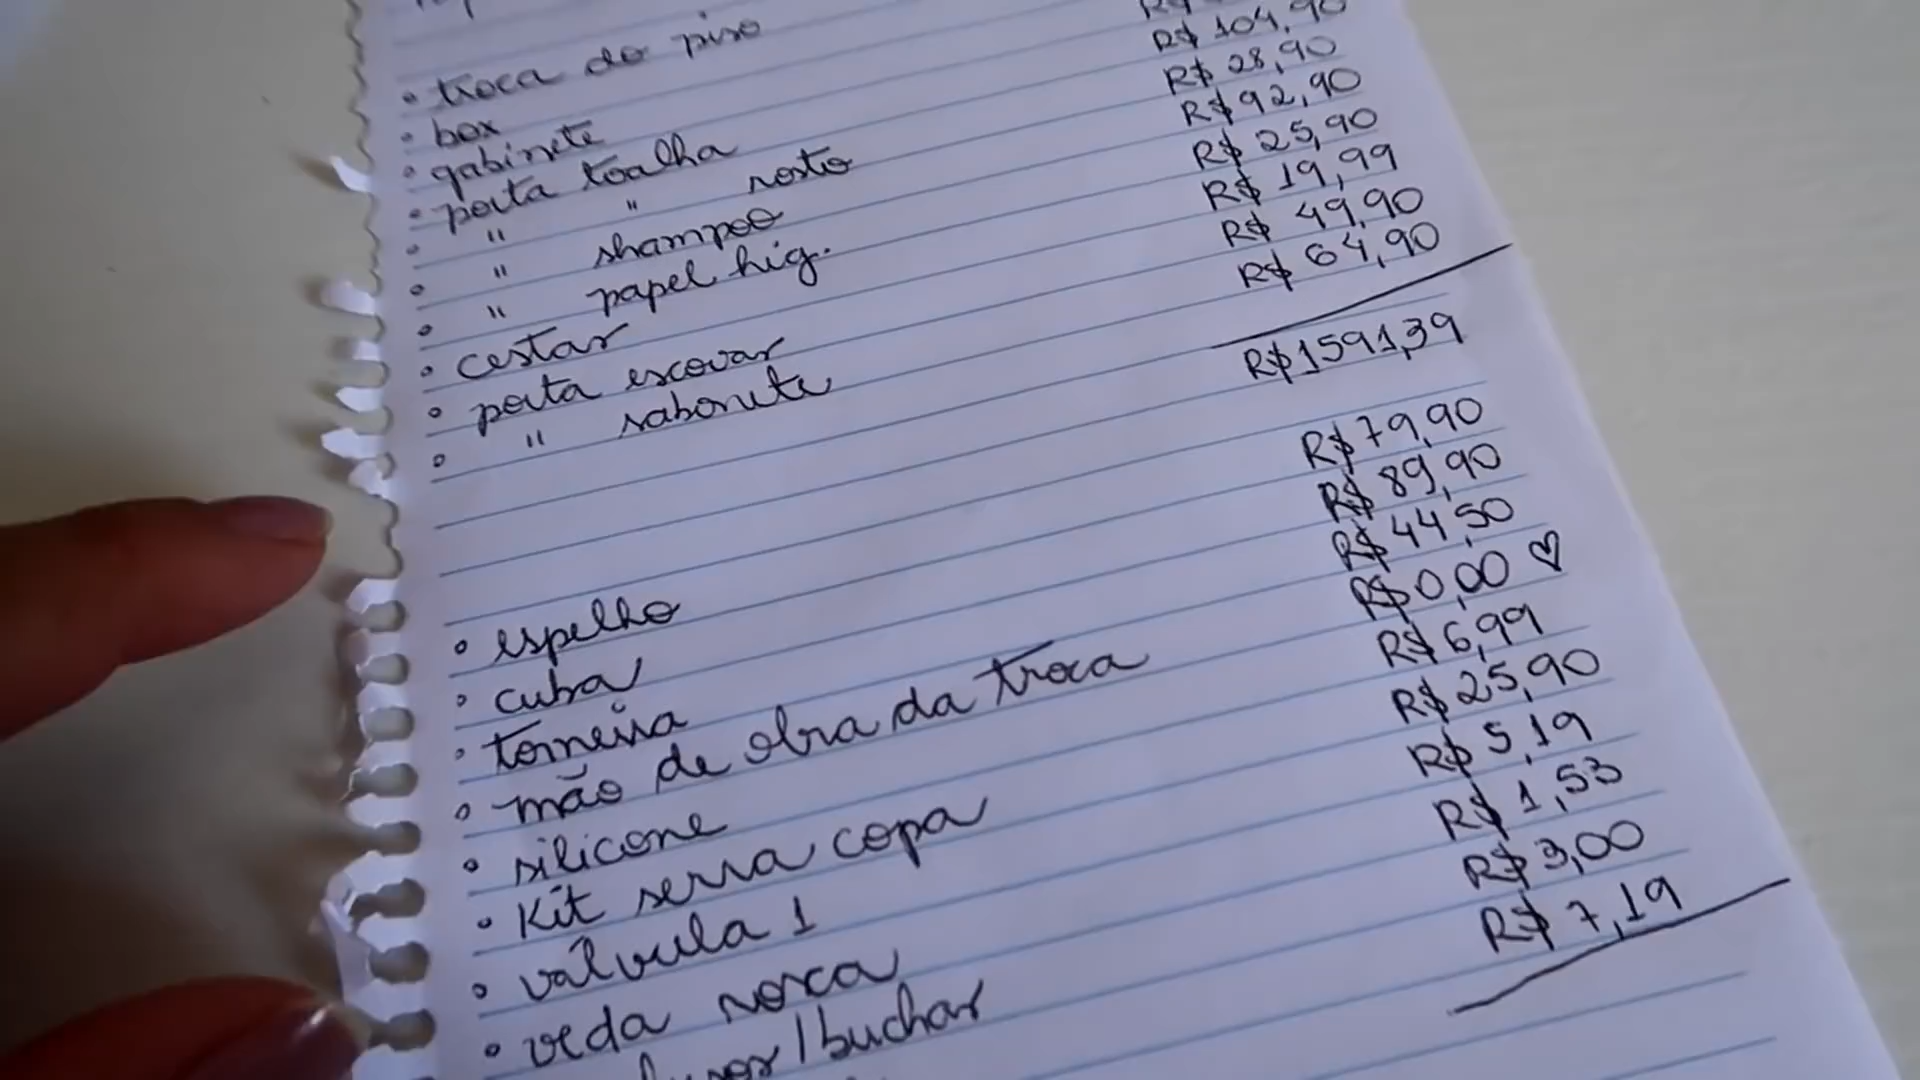 • troca do piso
• box
• gabinete R$
• porta toalha R$ 104,90
• " " rosto R$ 28,90
• " shampoo R$ 92,90
• " papel hig. R$ 25,90
• cestas R$ 19,99
• porta escovas R$ 49,90
• " sabonete R$ 64,90
R$ 1591,39
• espelho R$ 79,90
• cuba R$ 89,90
• torneira R$ 44,50
• mão de obra da troca R$ 0,00 ♡
• silicone R$ 6,99
• Kit serra copa R$ 25,90
• válvula 1 R$ 5,19
• veda rosca R$ 1,53
/buchas R$ 3,00
R$ 7,19